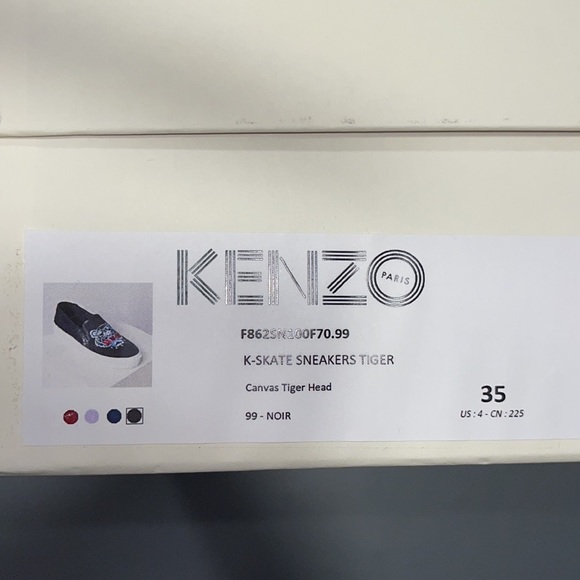 KENZO PARIS
F862SN100F70.99
K-SKATE SNEAKERS TIGER
Canvas Tiger Head
99 - NOIR
35
US : 4 - CN : 225